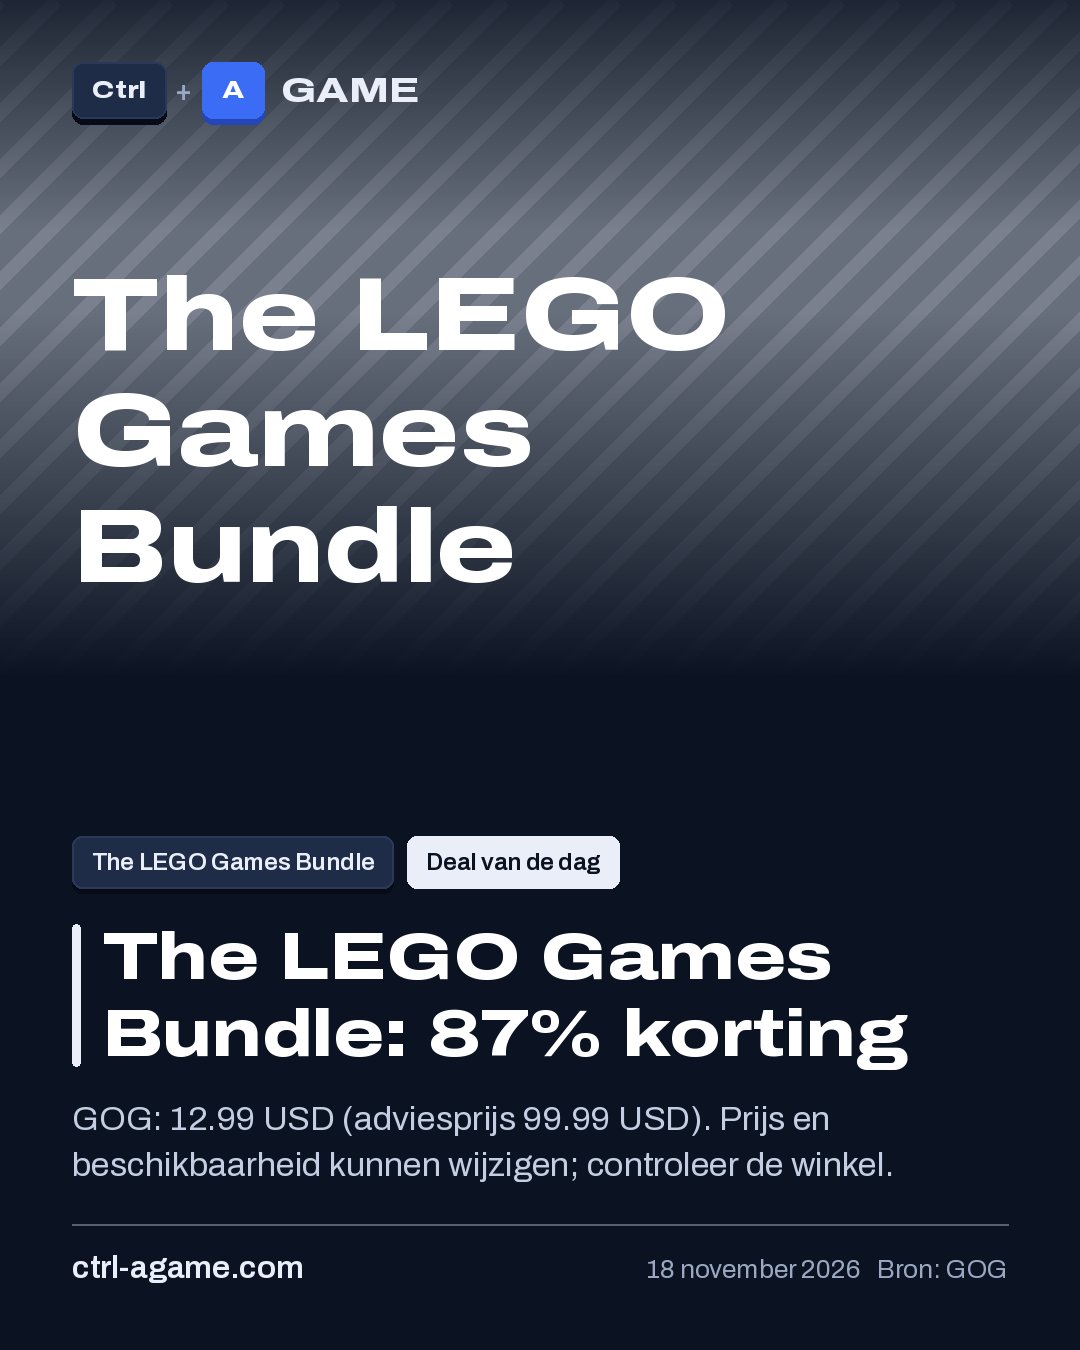 Ctrl + A GAME
The LEGO
Games
Bundle
The LEGO Games Bundle
Deal van de dag
The LEGO Games
Bundle: 87% korting
GOG: 12.99 USD (adviesprijs 99.99 USD). Prijs en
beschikbaarheid kunnen wijzigen; controleer de winkel.
ctrl-agame.com
18 november 2026 Bron: GOG